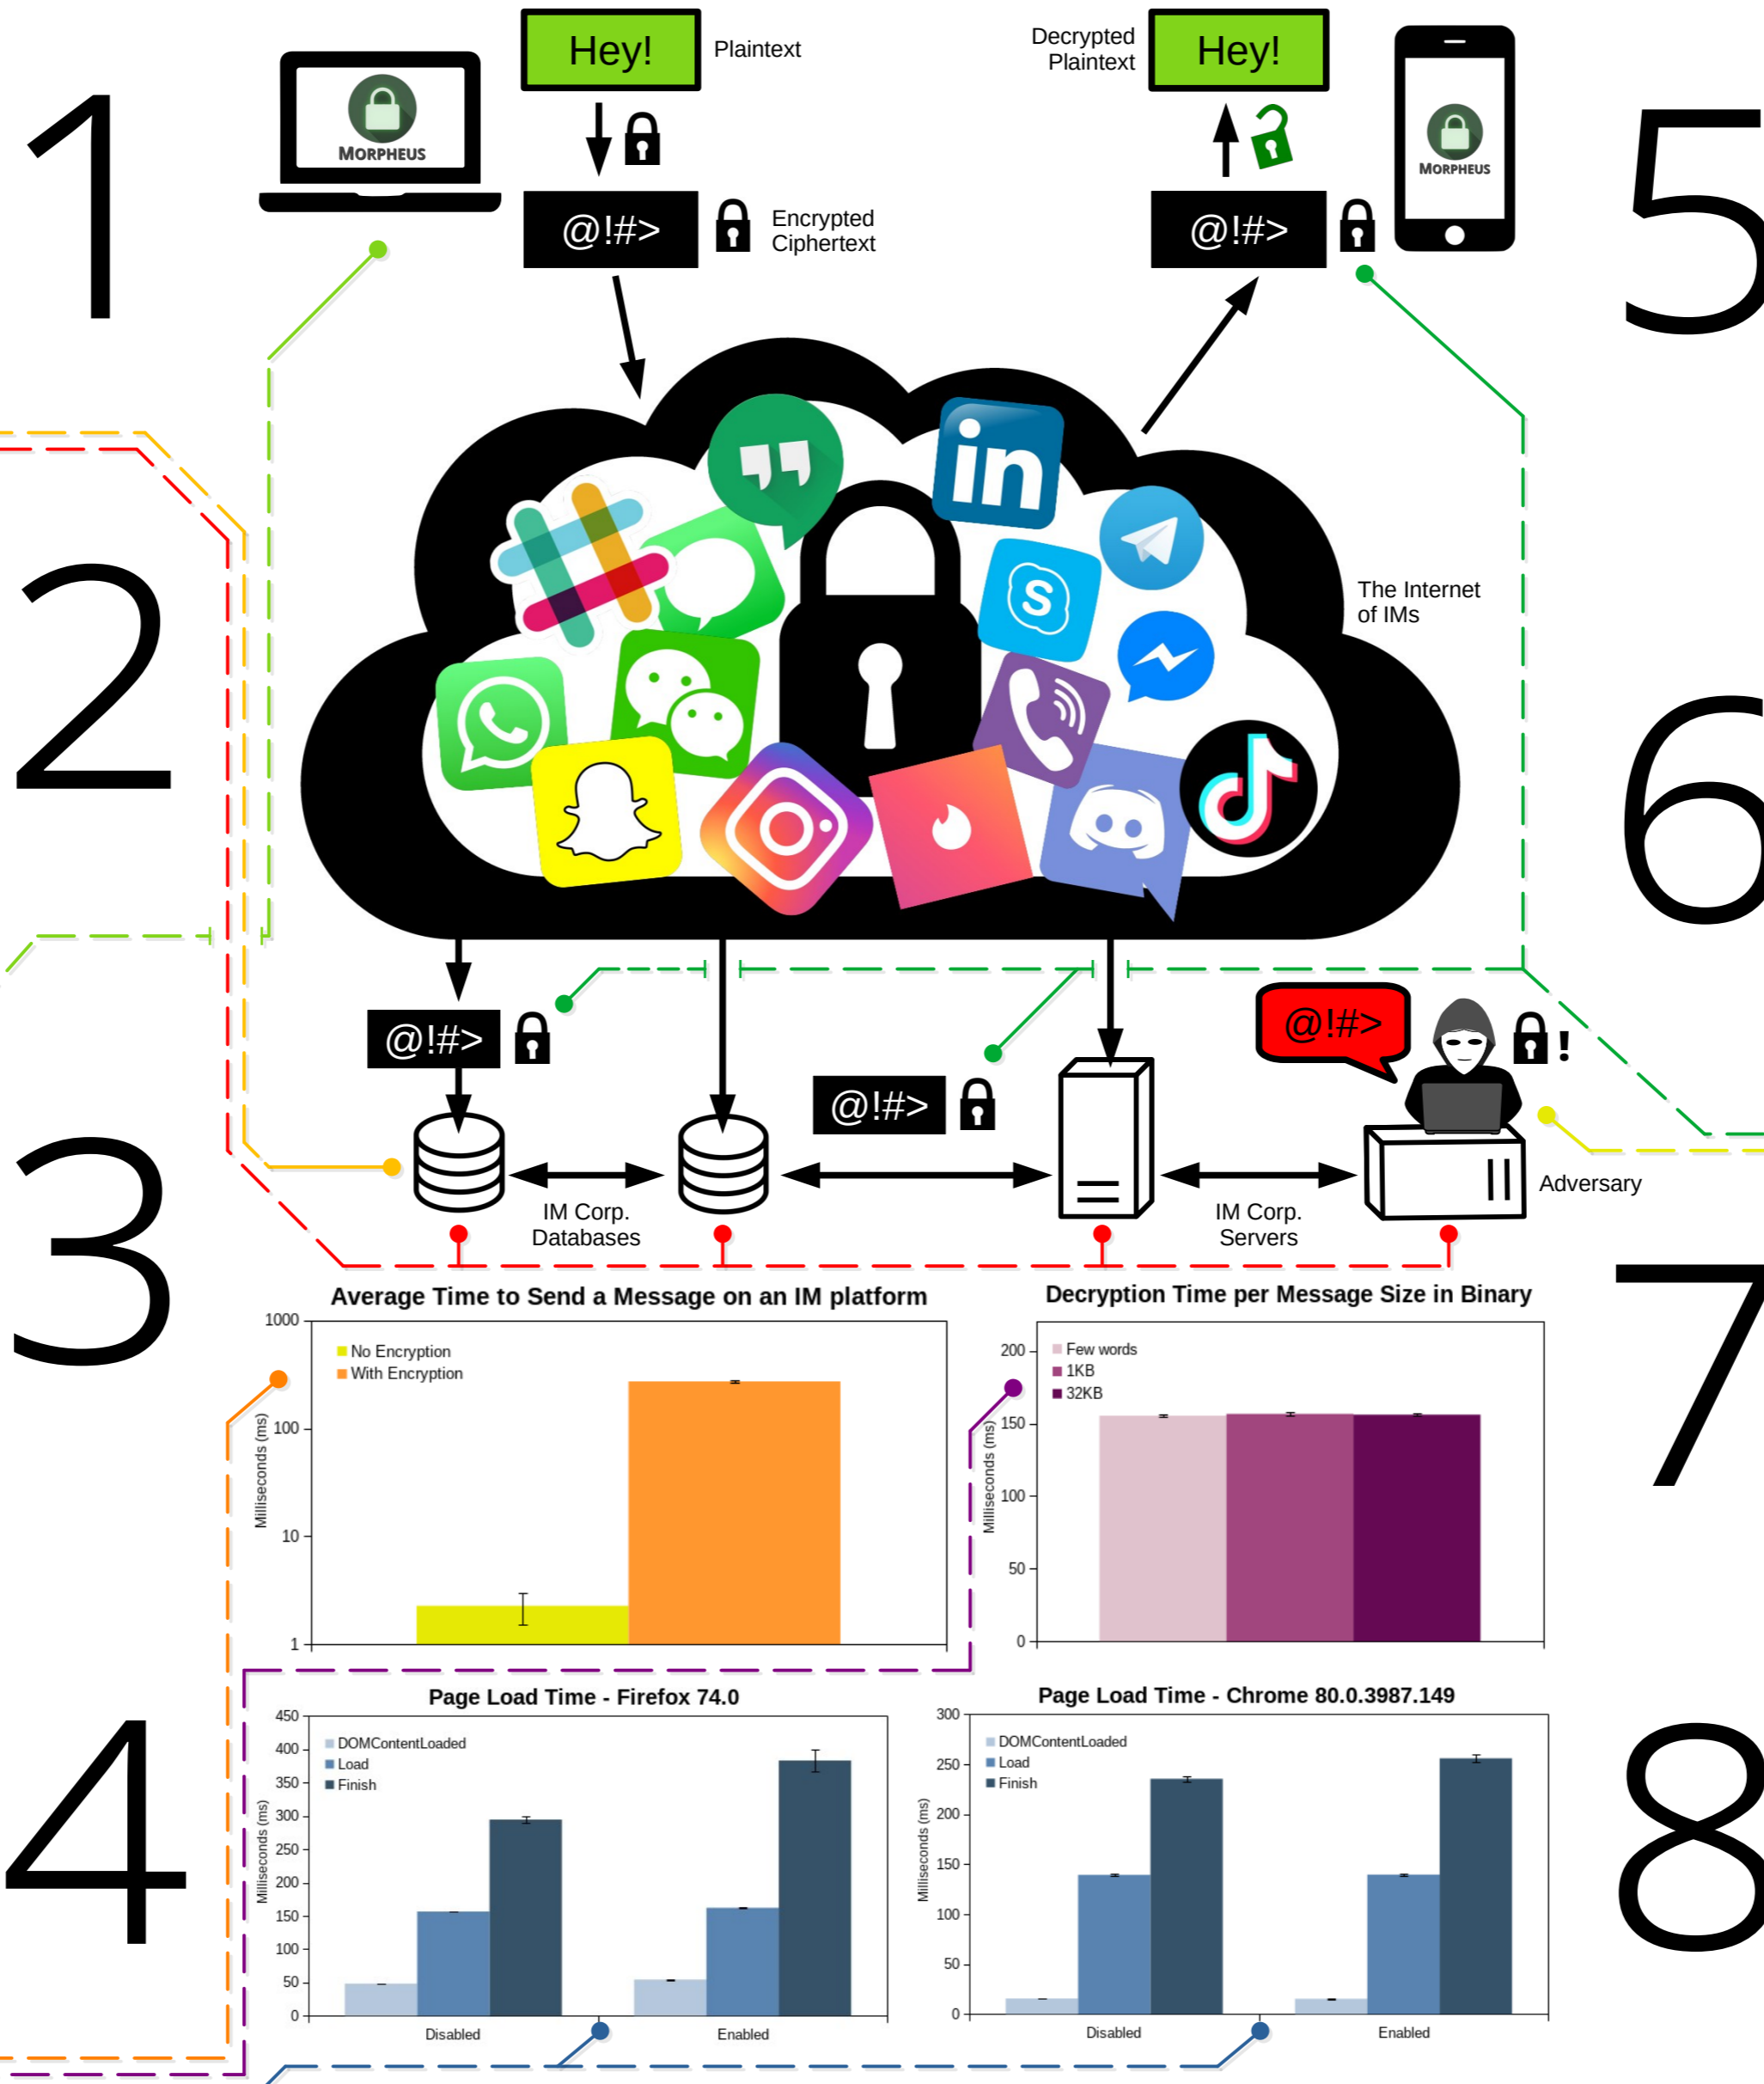 1
2
3
4
5
6
7
8
MORPHEUS
Hey!
Plaintext
@!#>
Encrypted
Ciphertext
Decrypted
Plaintext
Hey!
@!#>
MORPHEUS
in
S
The Internet
of IMs
@!#>
@!#>
@!#>
!
Adversary
IM Corp.
Databases
IM Corp.
Servers
Average Time to Send a Message on an IM platform
No Encryption
With Encryption
Milliseconds (ms)
1000
100
10
1
Decryption Time per Message Size in Binary
Few words
1KB
32KB
Milliseconds (ms)
200
150
100
50
0
Page Load Time - Firefox 74.0
DOMContentLoaded
Load
Finish
Milliseconds (ms)
450
400
350
300
250
200
150
100
50
0
Disabled
Enabled
Page Load Time - Chrome 80.0.3987.149
DOMContentLoaded
Load
Finish
Milliseconds (ms)
300
250
200
150
100
50
0
Disabled
Enabled